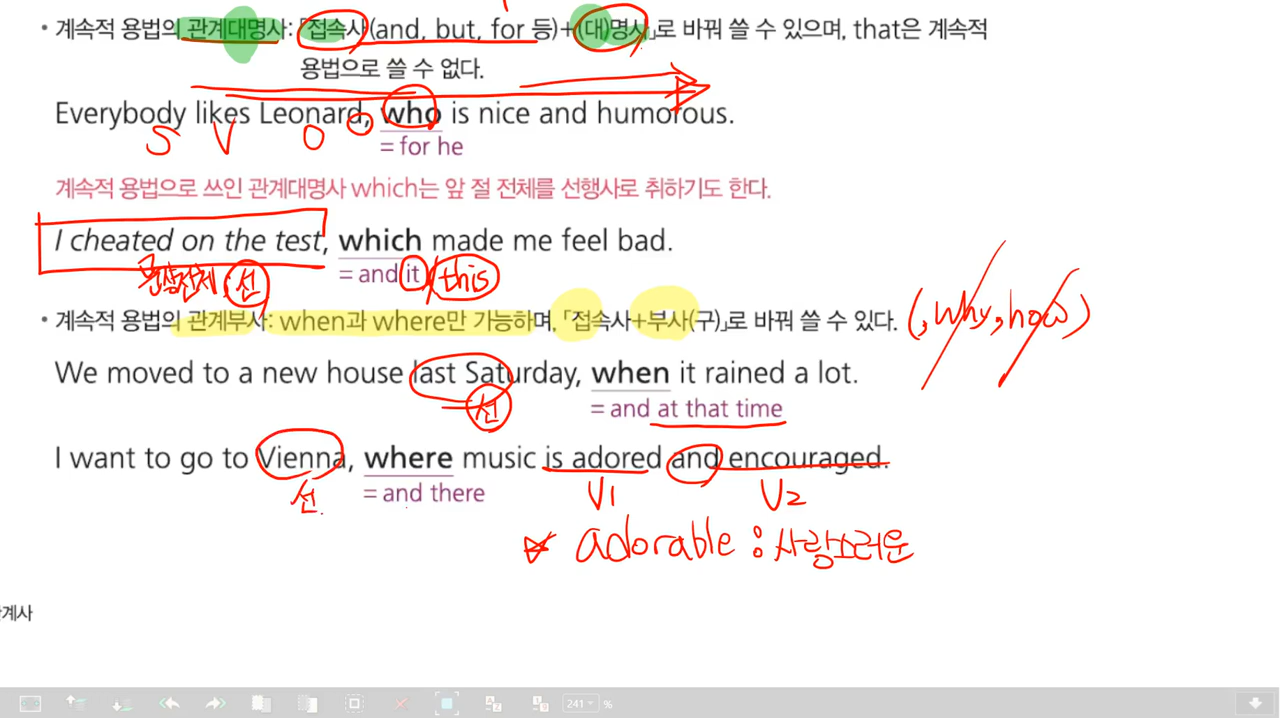 • 계속적 용법의 관계대명사: 「접속사(and, but, for 등)+(대)명사」로 바꿔 쓸 수 있으며, that은 계속적
용법으로 쓸 수 없다.
Everybody likes Leonard, who is nice and humorous.
S V O
= for he
계속적 용법으로 쓰인 관계대명사 which는 앞 절 전체를 선행사로 취하기도 한다.
I cheated on the test, which made me feel bad.
문장전체 : 선 = and it / this
• 계속적 용법의 관계부사: when과 where만 가능하며, 「접속사+부사(구)」로 바꿔 쓸 수 있다. (, why, how)
We moved to a new house last Saturday, when it rained a lot.
선 = and at that time
I want to go to Vienna, where music is adored and encouraged.
선 = and there V1 V2
adorable : 사랑스러운
관계사
241 %